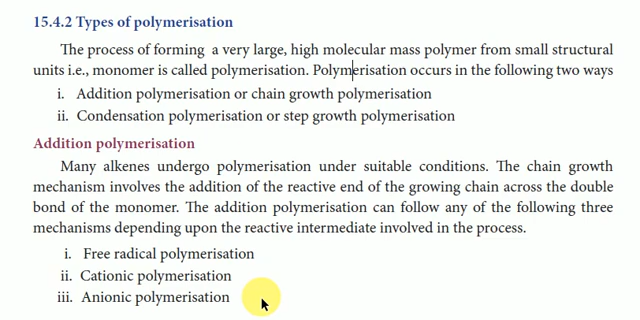 15.4.2 Types of polymerisation
The process of forming a very large, high molecular mass polymer from small structural
units i.e., monomer is called polymerisation. Polymerisation occurs in the following two ways
i. Addition polymerisation or chain growth polymerisation
ii. Condensation polymerisation or step growth polymerisation
Addition polymerisation
Many alkenes undergo polymerisation under suitable conditions. The chain growth
mechanism involves the addition of the reactive end of the growing chain across the double
bond of the monomer. The addition polymerisation can follow any of the following three
mechanisms depending upon the reactive intermediate involved in the process.
i. Free radical polymerisation
ii. Cationic polymerisation
iii. Anionic polymerisation